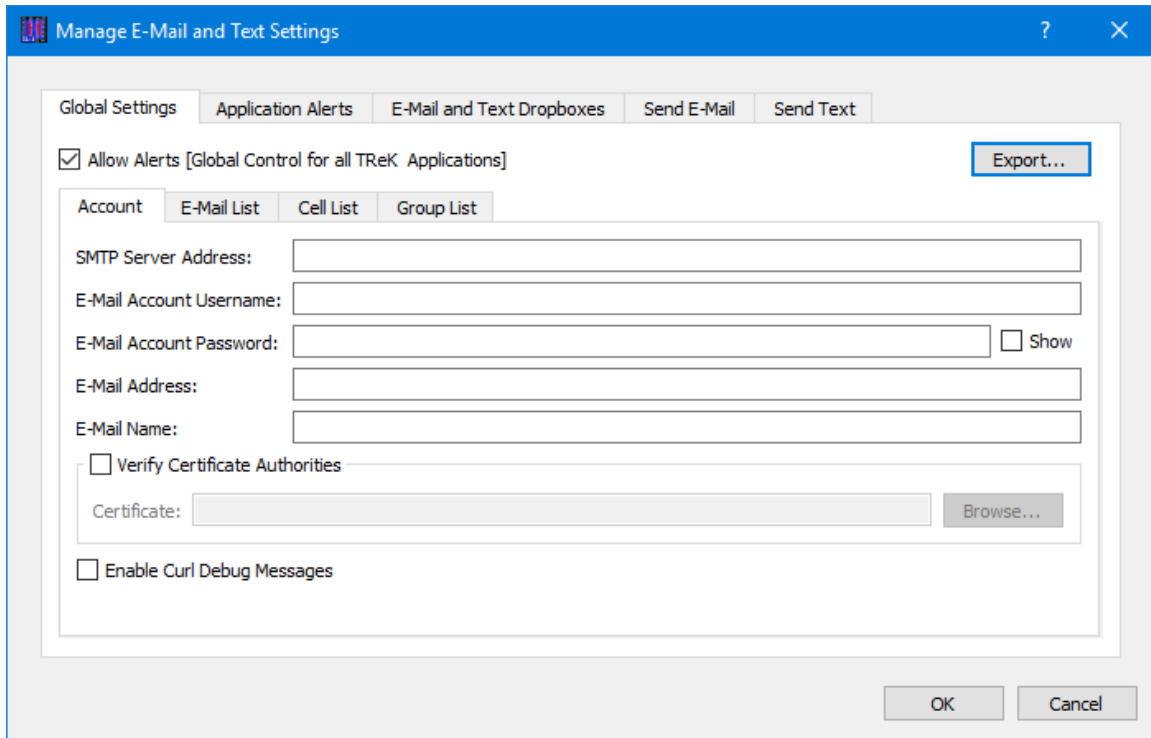 Manage E-Mail and Text Settings ?
Global Settings Application Alerts E-Mail and Text Dropboxes Send E-Mail Send Text
Allow Alerts [Global Control for all TReK Applications] Export...
Account E-Mail List Cell List Group List
SMTP Server Address:
E-Mail Account Username:
E-Mail Account Password: Show
E-Mail Address:
E-Mail Name:
Verify Certificate Authorities
Certificate: Browse...
Enable Curl Debug Messages
OK Cancel